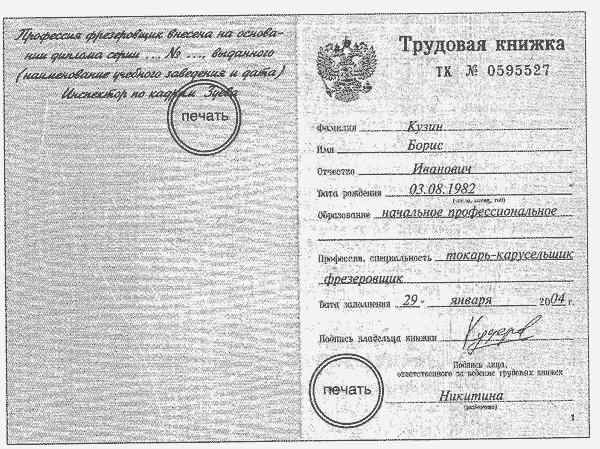 Профессия фрезеровщик внесена на основа-
нии диплома серии ... № ..., выданного
(наименование учебного заведения и дата)
Инспектор по кадрам Зуева
печать
Трудовая книжка
ТК № 0595527
Фамилия Кузин
Имя Борис
Отчество Иванович
Дата рождения 03.08.1982
(число, месяц, год)
Образование начальное профессиональное
Профессия, специальность токарь-карусельщик
фрезеровщик
Дата заполнения 29 " января 2004 г.
Подпись владельца книжки
печать
Подпись лица,
ответственного за ведение трудовых книжек
Никитина
(разборчиво)
1